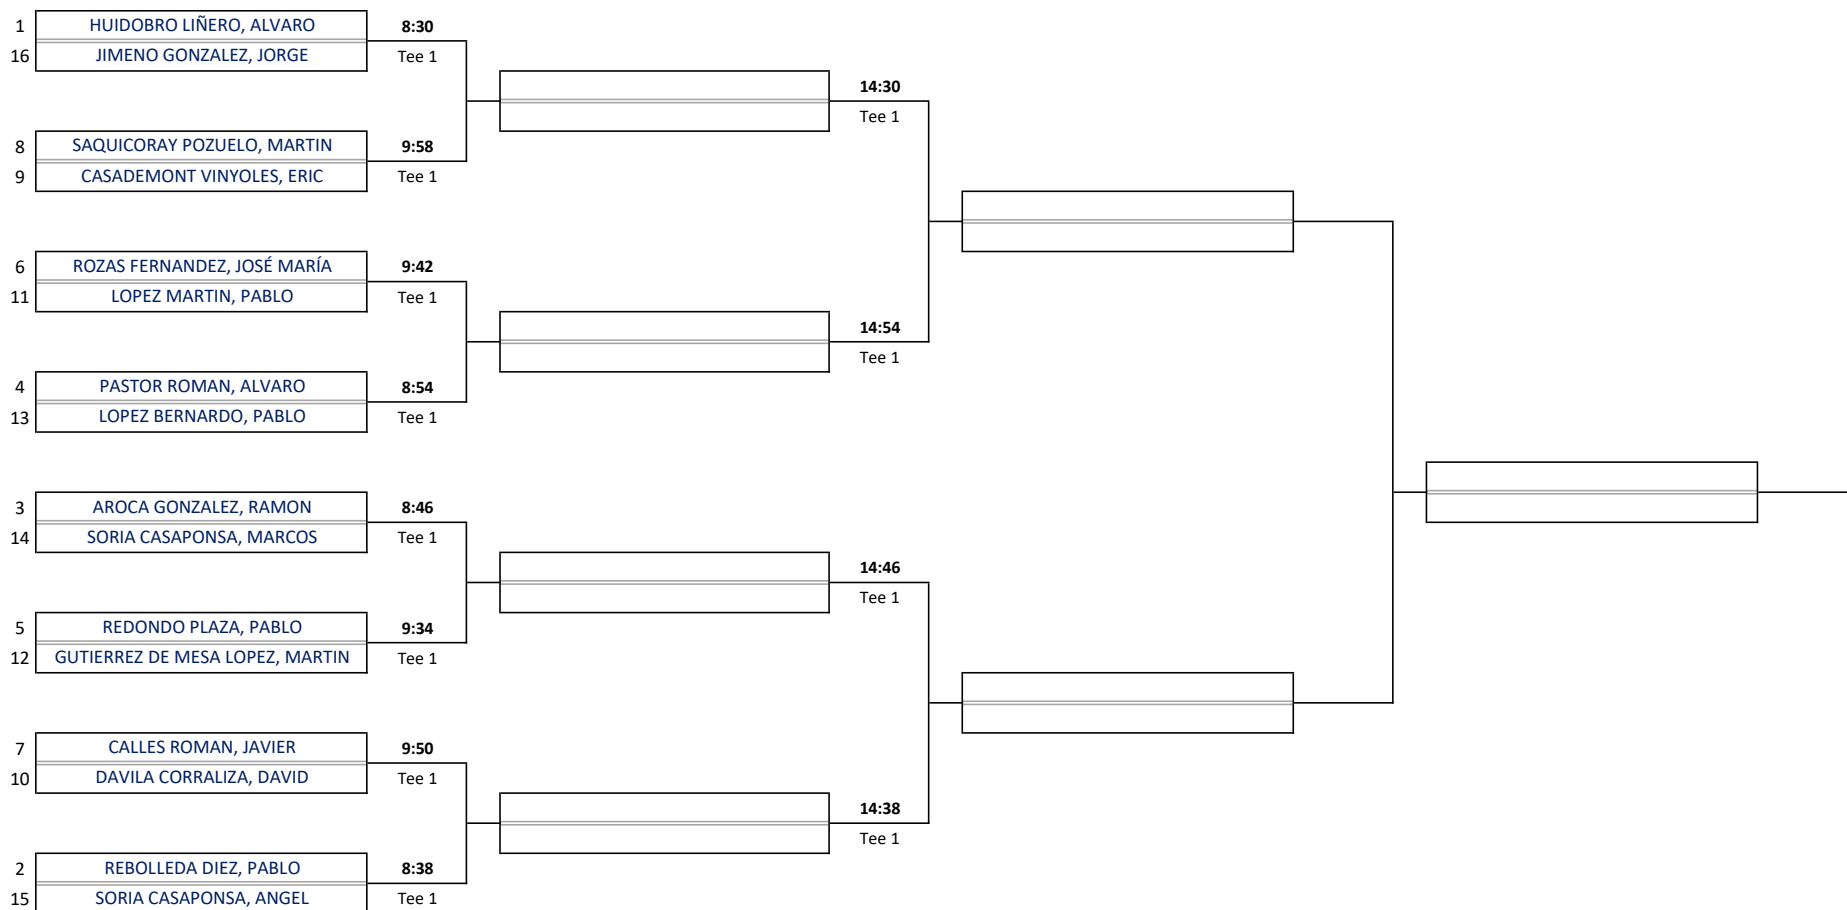 1 HUIDOBRO LIÑERO, ALVARO 8:30
16 JIMENO GONZALEZ, JORGE Tee 1
14:30
Tee 1
8 SAQUICORAY POZUELO, MARTIN 9:58
9 CASADEMONT VINYOLES, ERIC Tee 1
6 ROZAS FERNANDEZ, JOSÉ MARÍA 9:42
11 LOPEZ MARTIN, PABLO Tee 1
14:54
Tee 1
4 PASTOR ROMAN, ALVARO 8:54
13 LOPEZ BERNARDO, PABLO Tee 1
3 AROCA GONZALEZ, RAMON 8:46
14 SORIA CASAPONSA, MARCOS Tee 1
14:46
Tee 1
5 REDONDO PLAZA, PABLO 9:34
12 GUTIERREZ DE MESA LOPEZ, MARTIN Tee 1
7 CALLES ROMAN, JAVIER 9:50
10 DAVILA CORRALIZA, DAVID Tee 1
14:38
Tee 1
2 REBOLLEDA DIEZ, PABLO 8:38
15 SORIA CASAPONSA, ANGEL Tee 1